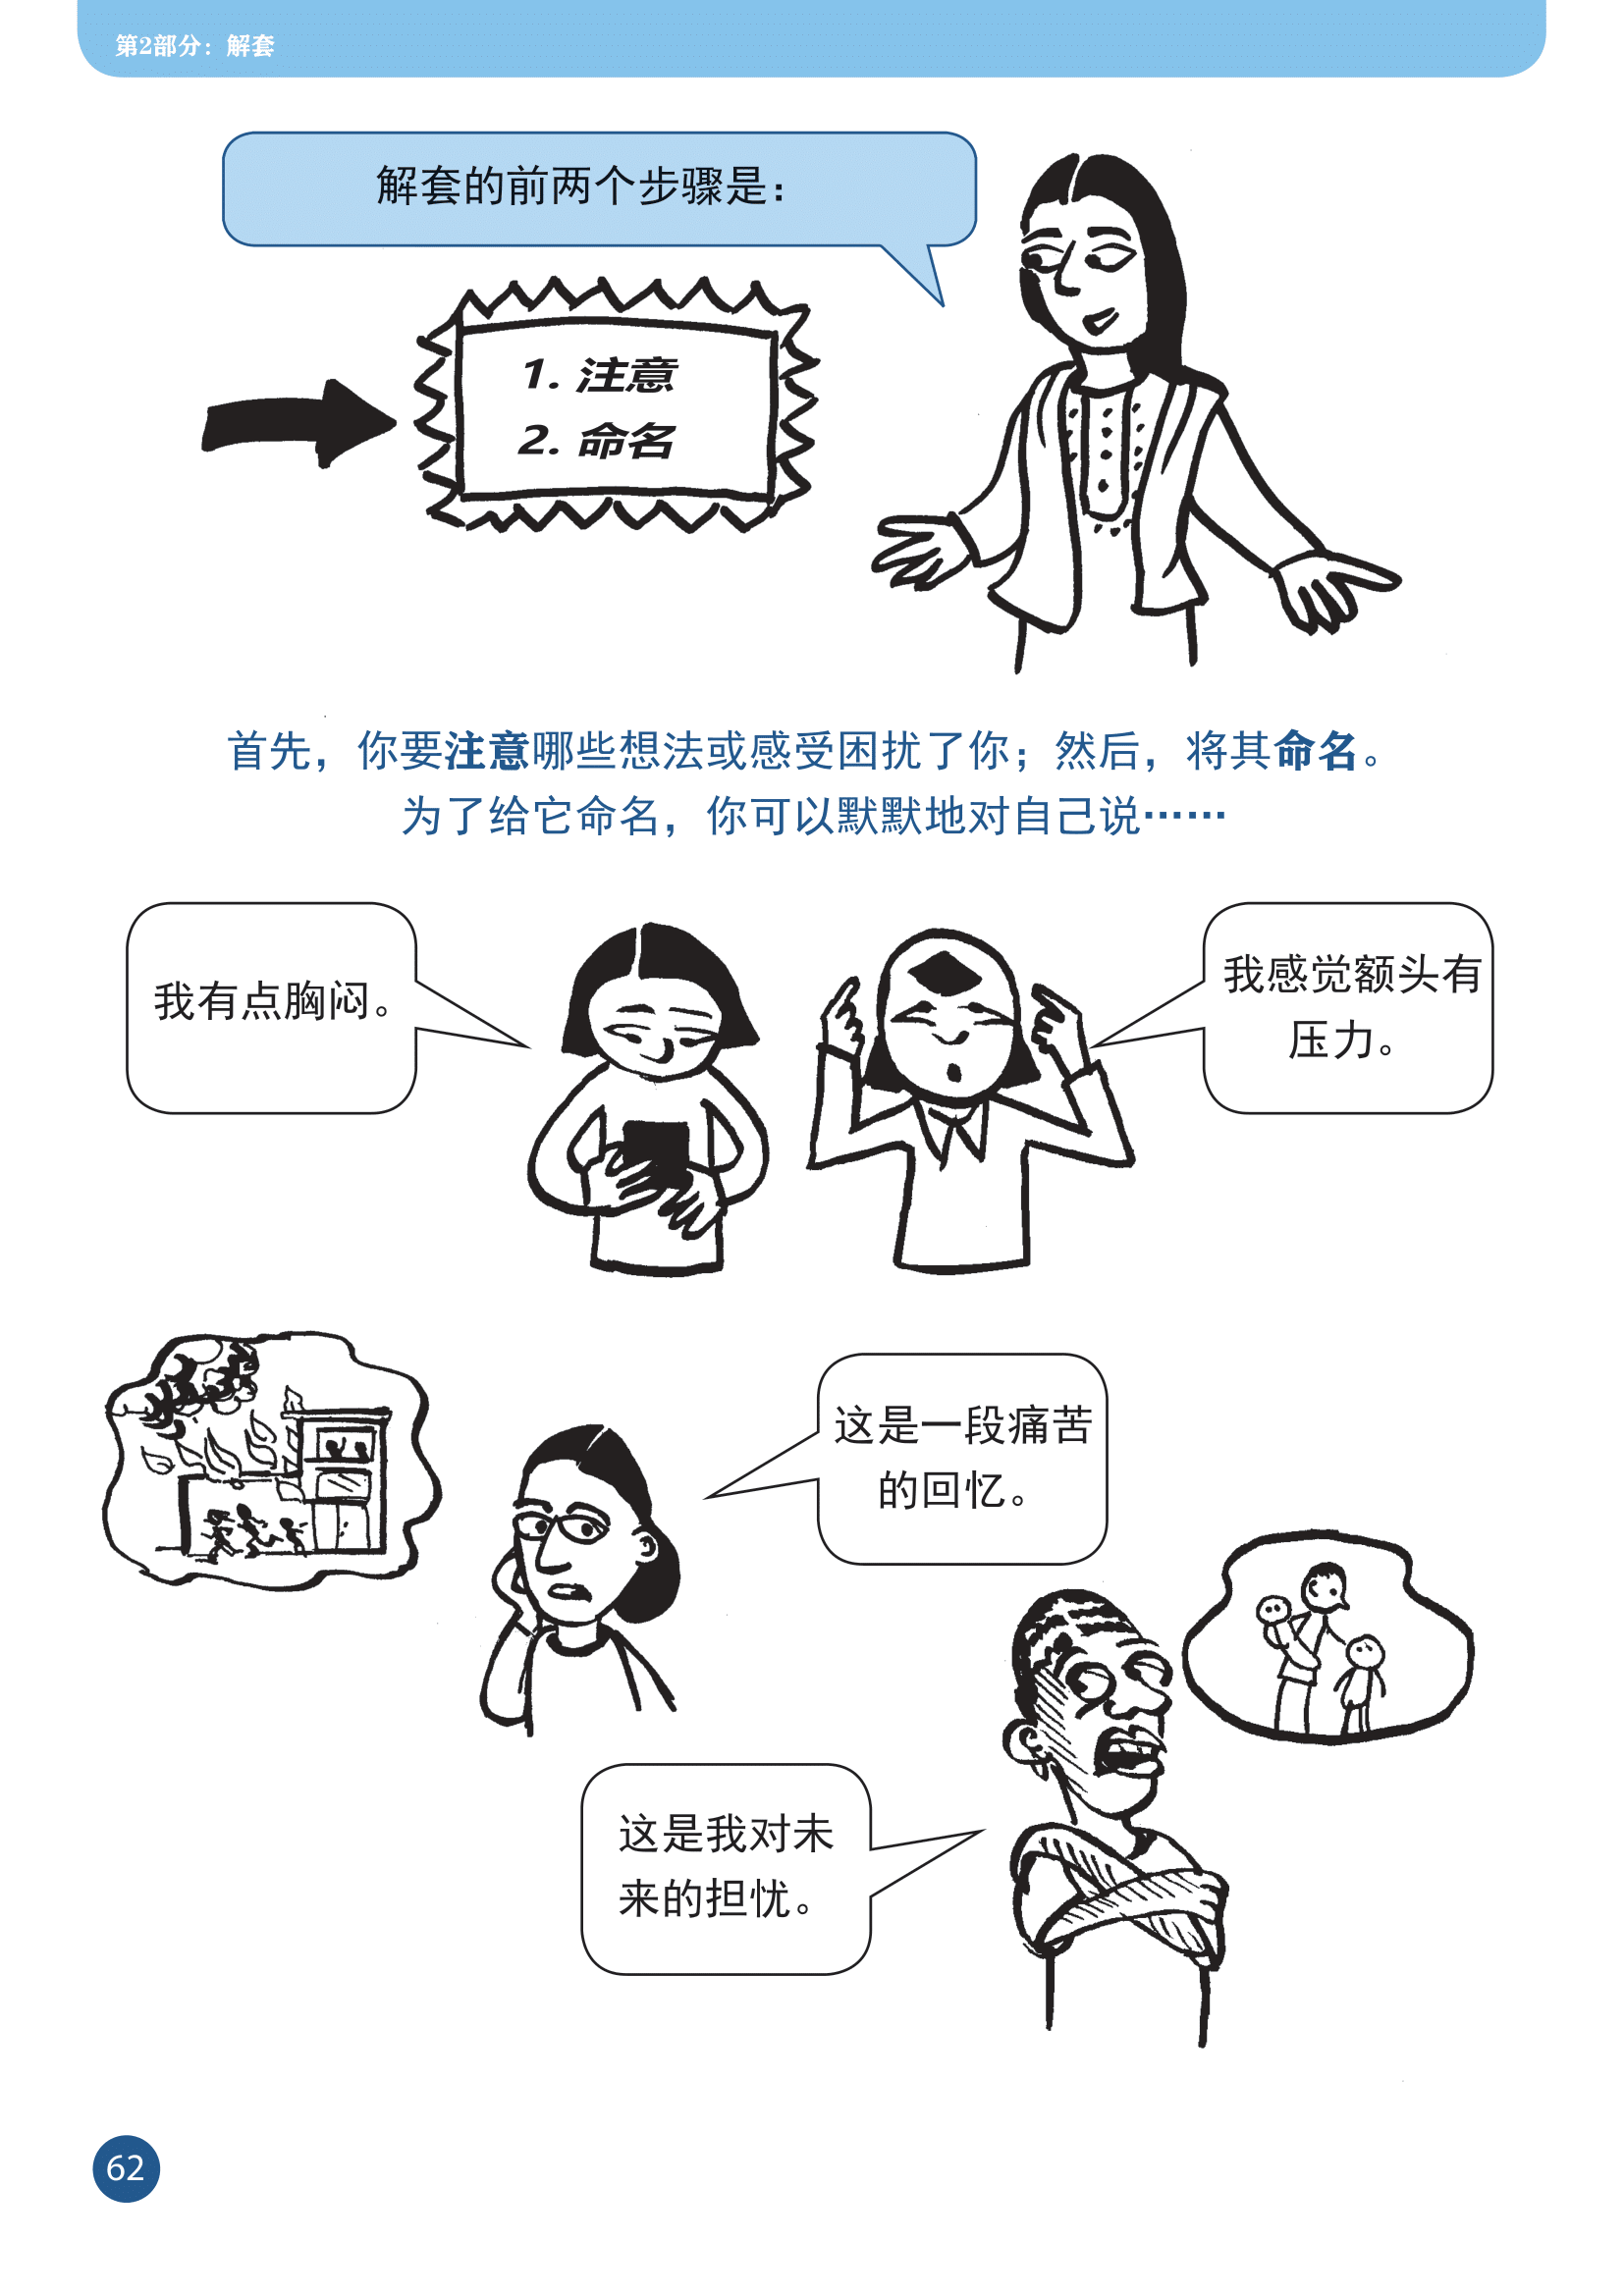 第2部分：解套
解套的前两个步骤是：
1. 注意
2. 命名
首先，你要注意哪些想法或感受困扰了你；然后，将其命名。
为了给它命名，你可以默默地对自己说……
我有点胸闷。
我感觉额头有
压力。
这是一段痛苦
的回忆。
这是我对未
来的担忧。
62